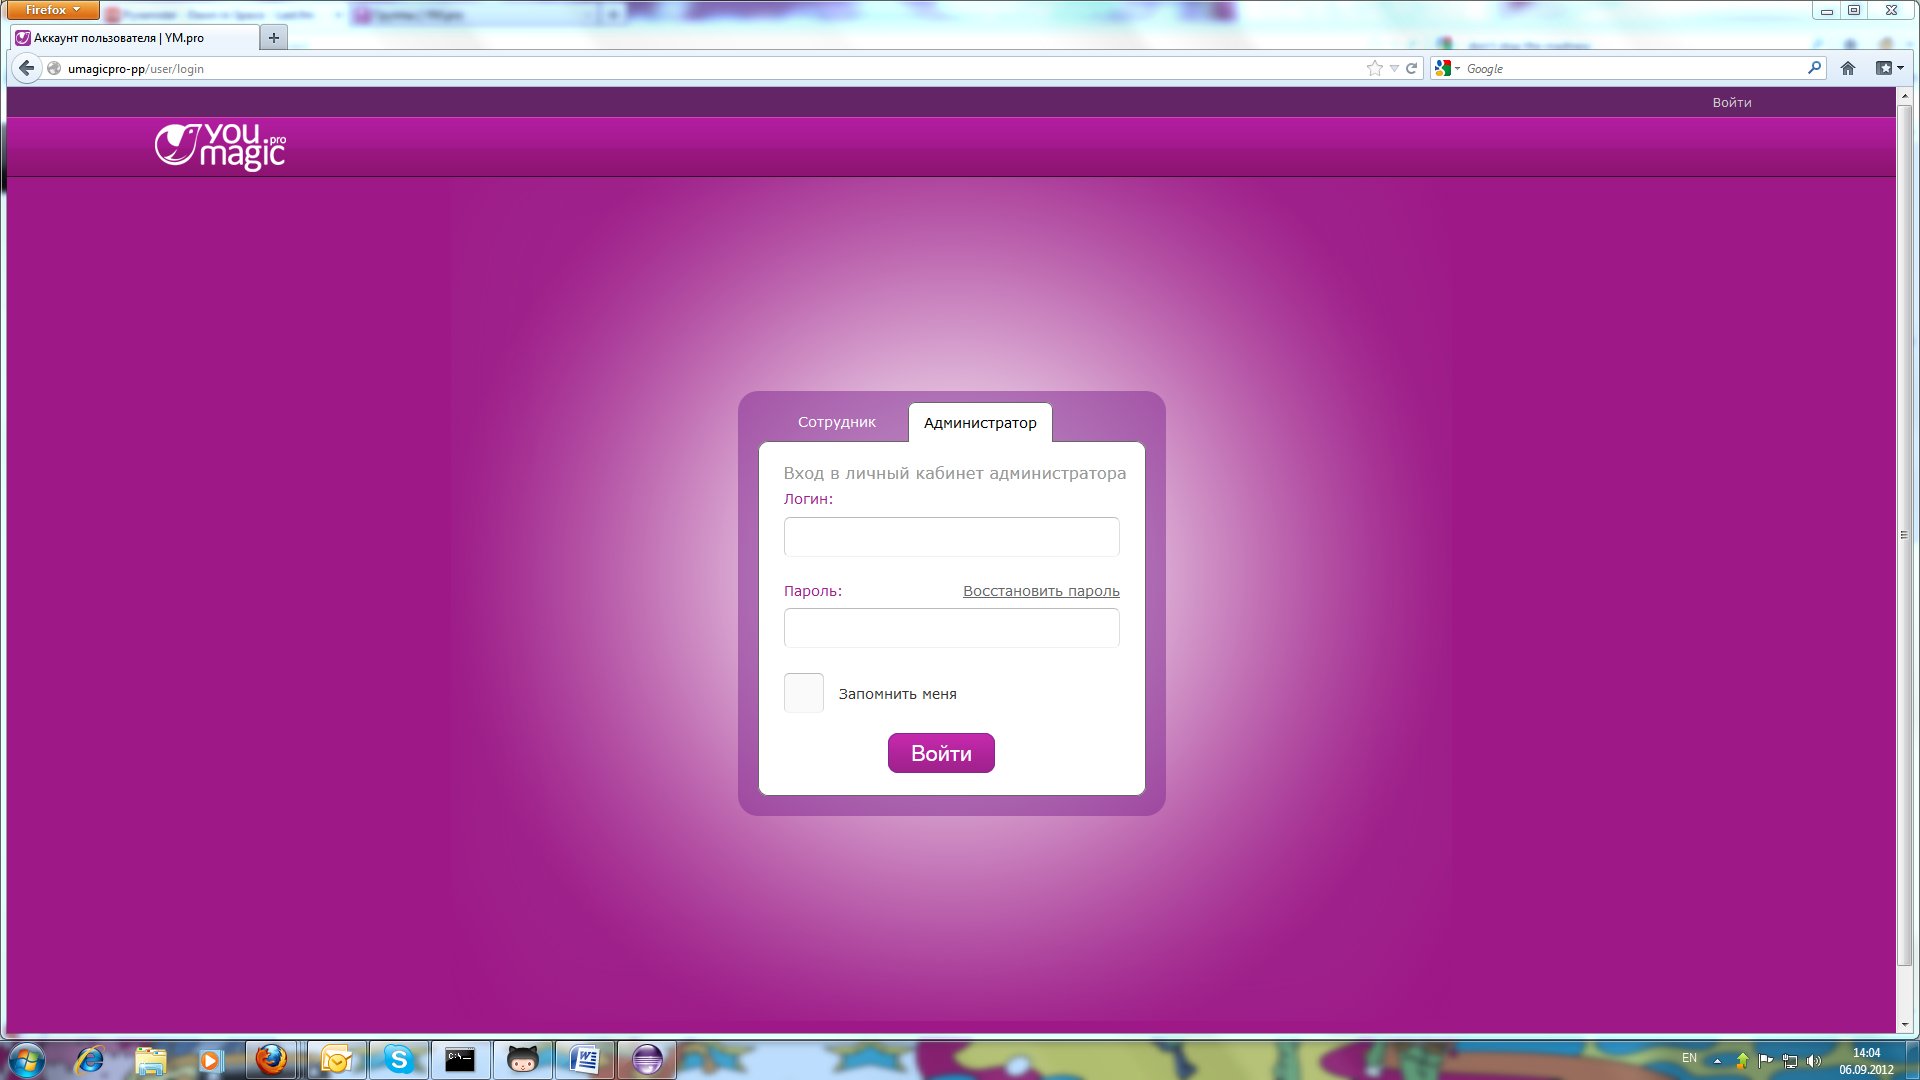 Firefox
Аккаунт пользователя | YM.pro
umagicpro-pp/user/login
Google
Войти
you
magic
.pro
Сотрудник
Администратор
Вход в личный кабинет администратора
Логин:
Пароль:
Восстановить пароль
Запомнить меня
Войти
C:\_
EN
14:04
06.09.2012